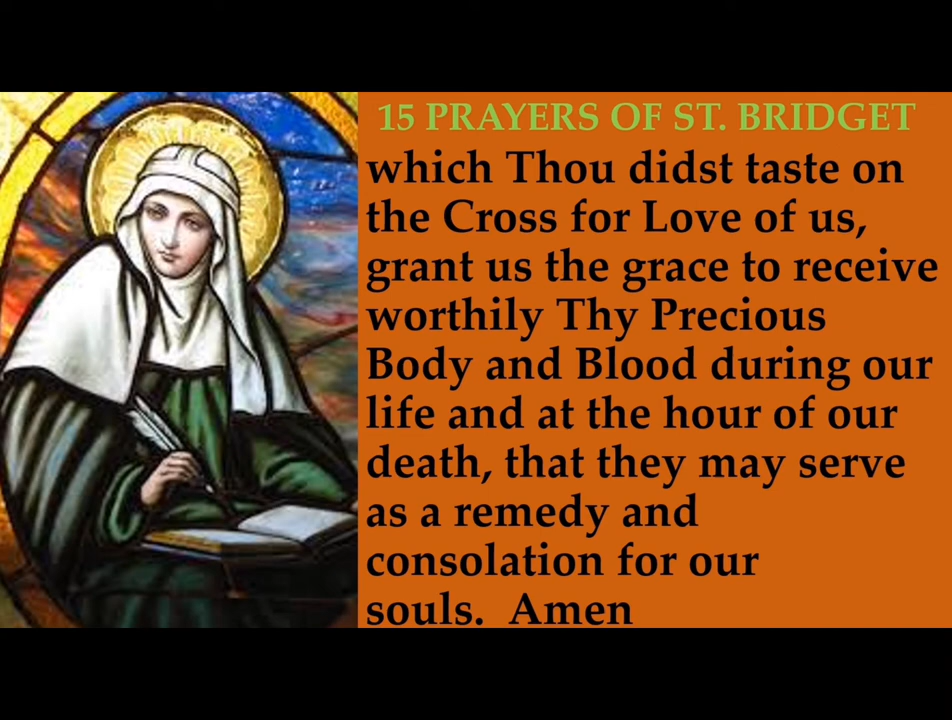 15 PRAYERS OF ST. BRIDGET
which Thou didst taste on
the Cross for Love of us,
grant us the grace to receive
worthily Thy Precious
Body and Blood during our
life and at the hour of our
death, that they may serve
as a remedy and
consolation for our
souls.  Amen